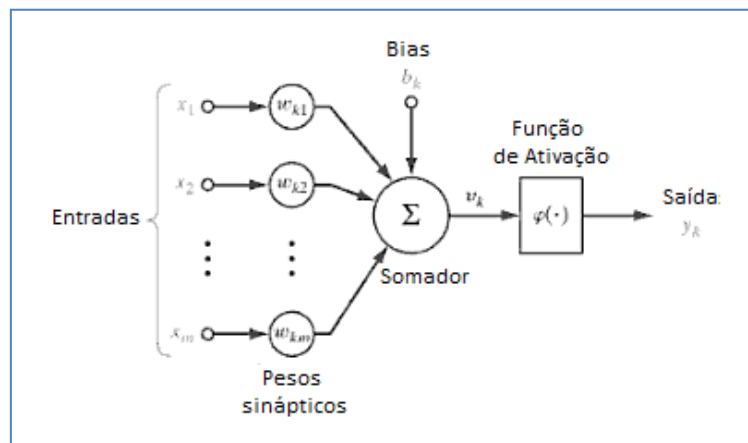 Bias
b_k
x_1
w_k1
Função
de Ativação
x_2
w_k2
Entradas
Σ
v_k
φ(·)
Saída:
y_k
Somador
x_m
w_km
Pesos
sinápticos